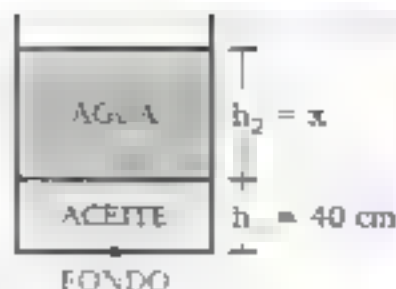 AGUA
h₂ = x
ACEITE
h = 40 cm
FONDO